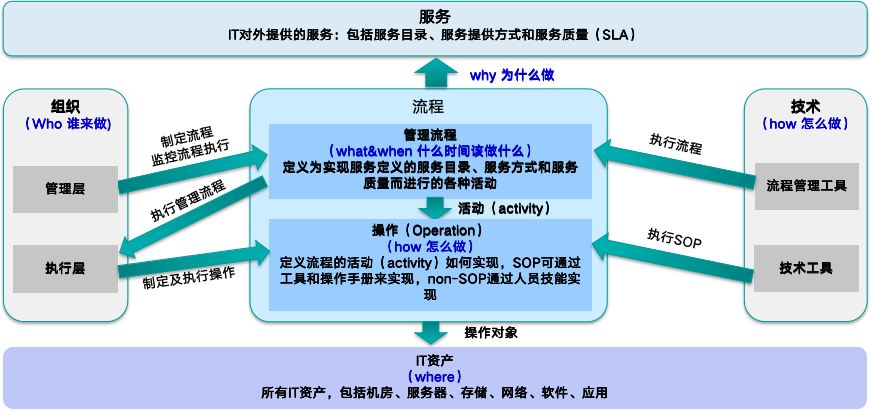 服务
IT对外提供的服务：包括服务目录、服务提供方式和服务质量（SLA）
why 为什么做
组织
（Who 谁来做)
管理层
执行层
制定流程
监控流程执行
执行管理流程
制定及执行操作
流程
管理流程
（what&when 什么时间该做什么）
定义为实现服务定义的服务目录、服务方式和服务
质量而进行的各种活动
活动（activity）
操作（Operation）
（how 怎么做）
定义流程的活动（activity）如何实现，SOP可通过
工具和操作手册来实现，non-SOP通过人员技能实
现
执行流程
执行SOP
技术
（how 怎么做）
流程管理工具
技术工具
操作对象
IT资产
（where）
所有IT资产，包括机房、服务器、存储、网络、软件、应用